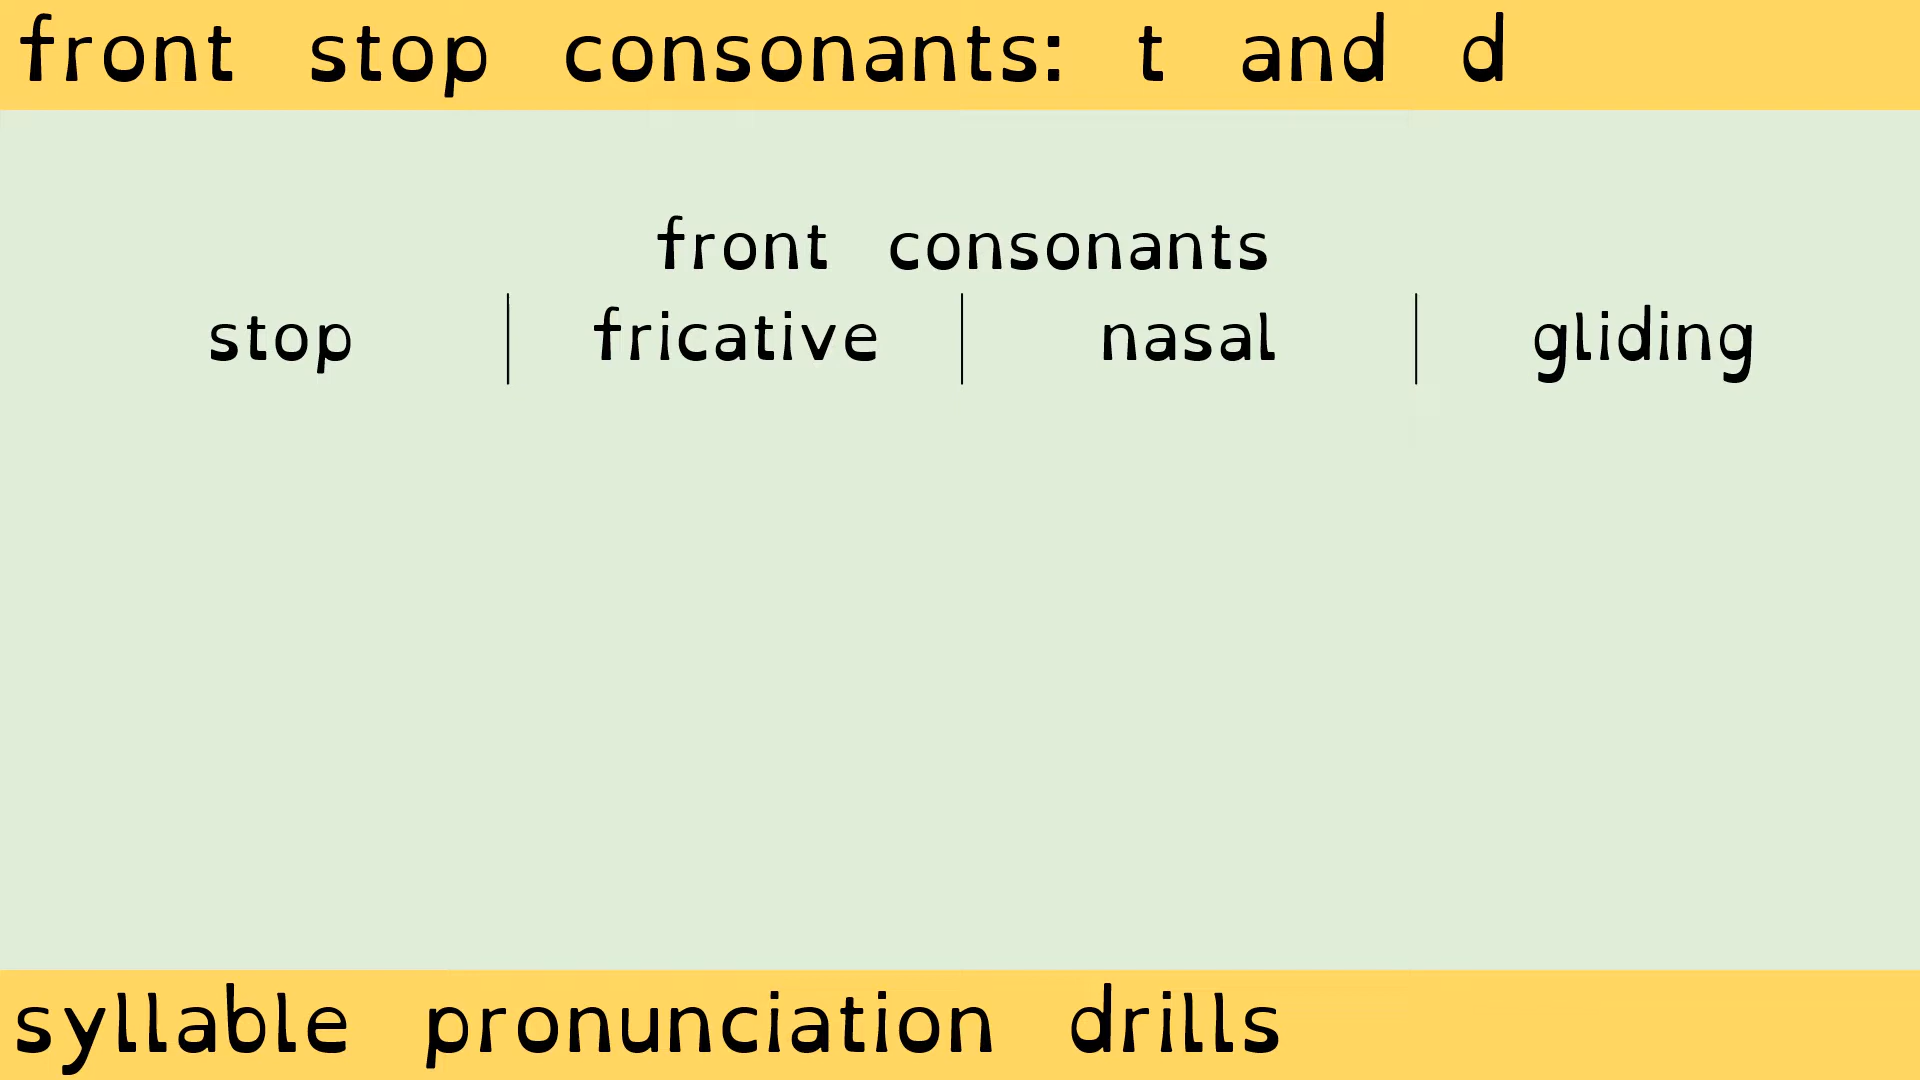 front stop consonants: t and d
front consonants
stop fricative nasal gliding
syllable pronunciation drills